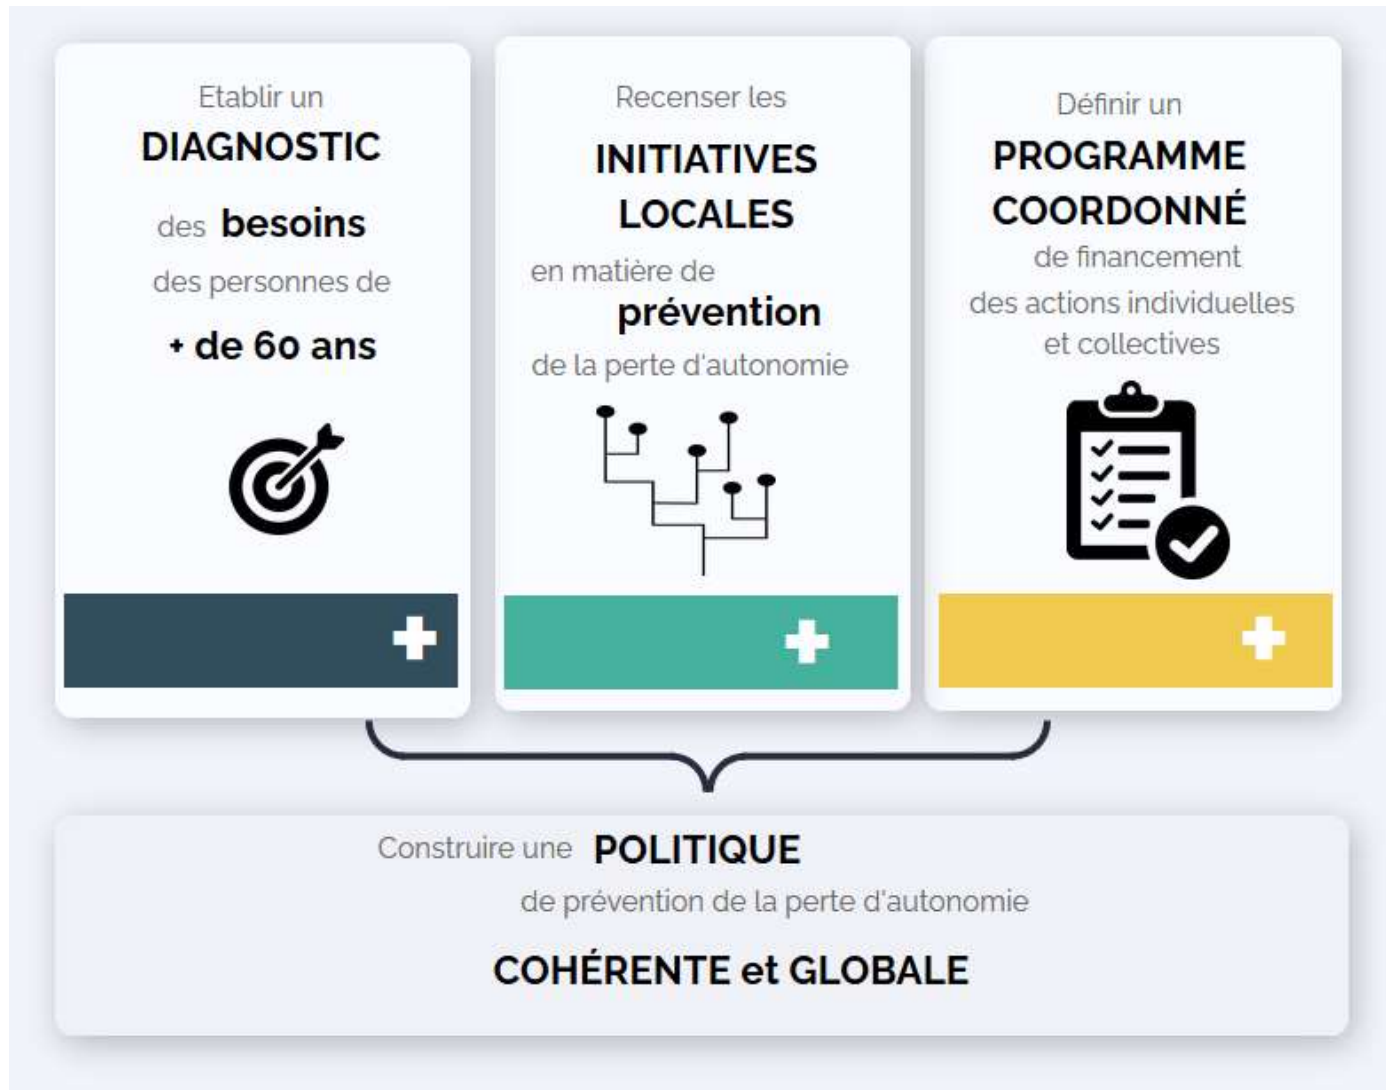 Etablir un
DIAGNOSTIC
des besoins
des personnes de
+ de 60 ans
Recenser les
INITIATIVES
LOCALES
en matière de
prévention
de la perte d'autonomie
Définir un
PROGRAMME
COORDONNÉ
de financement
des actions individuelles
et collectives
Construire une POLITIQUE
de prévention de la perte d'autonomie
COHÉRENTE et GLOBALE